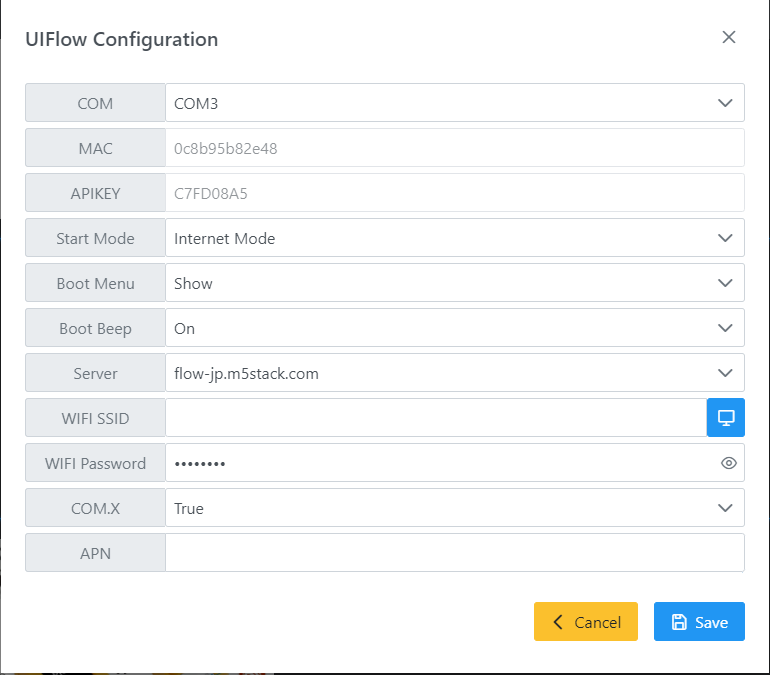 UIFlow Configuration
COM COM3
MAC 0c8b95b82e48
APIKEY C7FD08A5
Start Mode Internet Mode
Boot Menu Show
Boot Beep On
Server flow-jp.m5stack.com
WIFI SSID
WIFI Password ••••••••
COM.X True
APN
Cancel Save